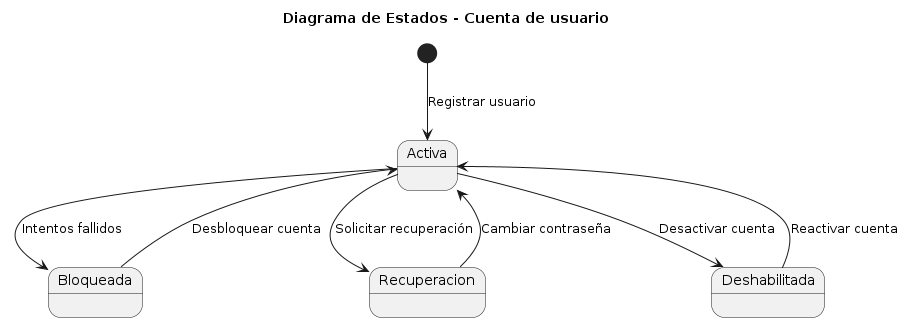 Diagrama de Estados - Cuenta de usuario
Registrar usuario
Activa
Intentos fallidos
Desbloquear cuenta
Solicitar recuperación
Cambiar contraseña
Desactivar cuenta
Reactivar cuenta
Bloqueada
Recuperacion
Deshabilitada